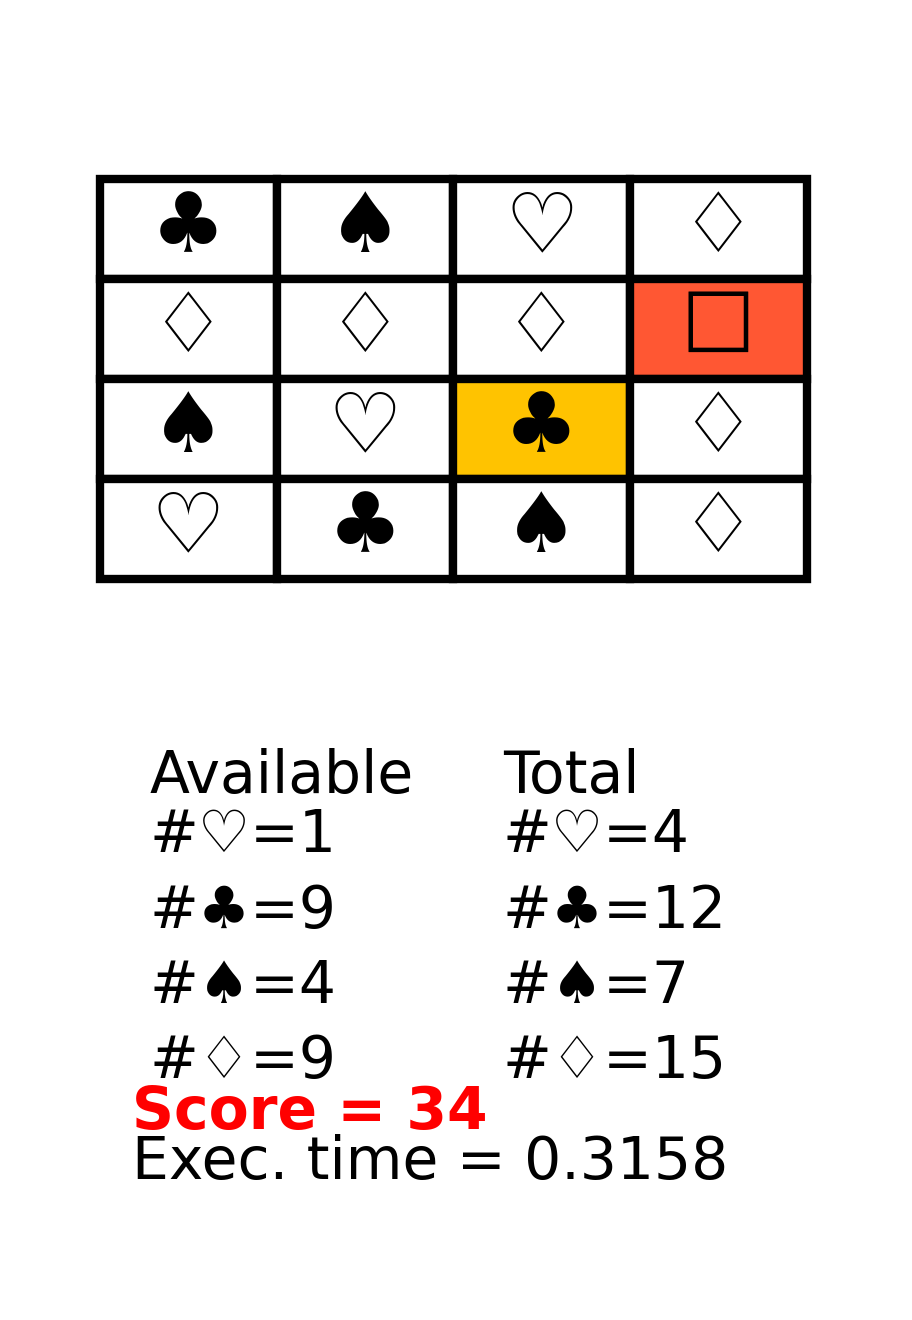 ♣ ♠ ♡ ♢
♢ ♢ ♢ □
♠ ♡ ♣ ♢
♡ ♣ ♠ ♢
Available Total
#♡=1 #♡=4
#♣=9 #♣=12
#♠=4 #♠=7
#♢=9 #♢=15
Score = 34
Exec. time = 0.3158